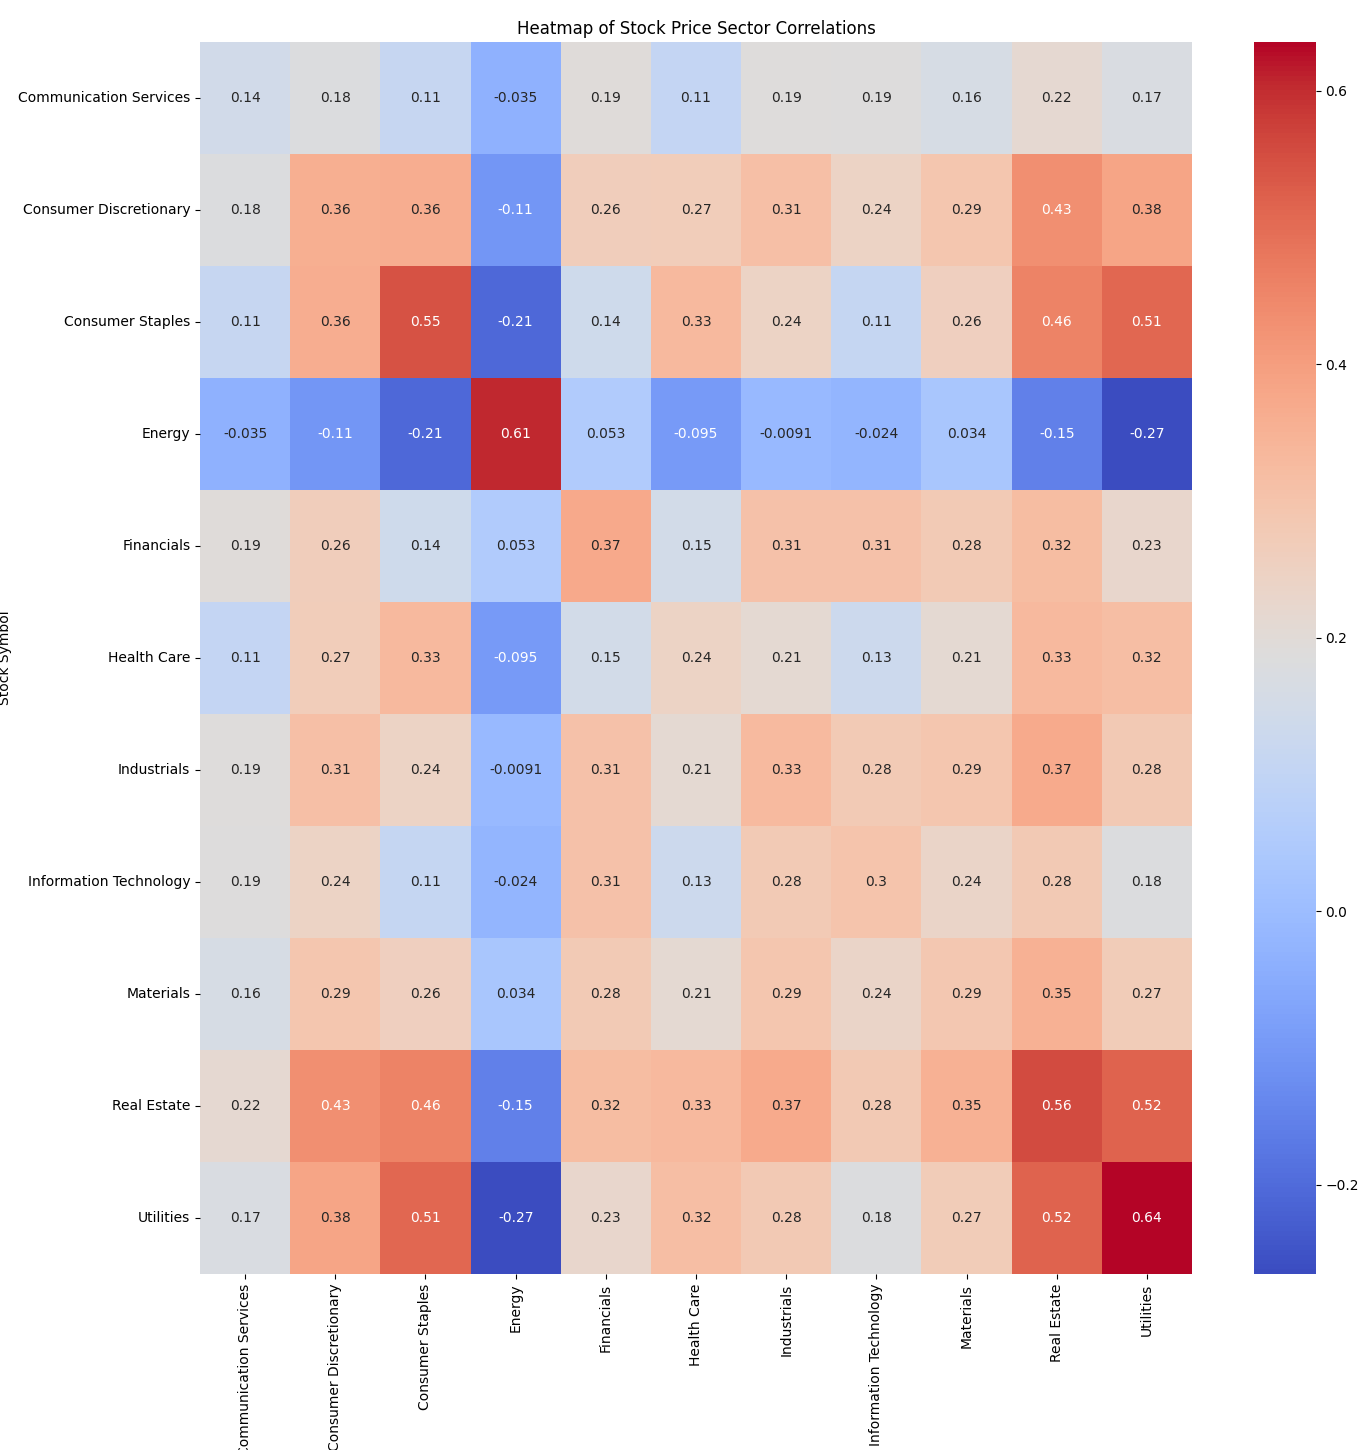 Heatmap of Stock Price Sector Correlations
Communication Services 0.14 0.18 0.11 -0.035 0.19 0.11 0.19 0.19 0.16 0.22 0.17
Consumer Discretionary 0.18 0.36 0.36 -0.11 0.26 0.27 0.31 0.24 0.29 0.43 0.38
Consumer Staples 0.11 0.36 0.55 -0.21 0.14 0.33 0.24 0.11 0.26 0.46 0.51
Energy -0.035 -0.11 -0.21 0.61 0.053 -0.095 -0.0091 -0.024 0.034 -0.15 -0.27
Financials 0.19 0.26 0.14 0.053 0.37 0.15 0.31 0.31 0.28 0.32 0.23
Health Care 0.11 0.27 0.33 -0.095 0.15 0.24 0.21 0.13 0.21 0.33 0.32
Industrials 0.19 0.31 0.24 -0.0091 0.31 0.21 0.33 0.28 0.29 0.37 0.28
Information Technology 0.19 0.24 0.11 -0.024 0.31 0.13 0.28 0.3 0.24 0.28 0.18
Materials 0.16 0.29 0.26 0.034 0.28 0.21 0.29 0.24 0.29 0.35 0.27
Real Estate 0.22 0.43 0.46 -0.15 0.32 0.33 0.37 0.28 0.35 0.56 0.52
Utilities 0.17 0.38 0.51 -0.27 0.23 0.32 0.28 0.18 0.27 0.52 0.64
Stock Symbol
Communication Services
Consumer Discretionary
Consumer Staples
Energy
Financials
Health Care
Industrials
Information Technology
Materials
Real Estate
Utilities
0.6
0.4
0.2
0.0
−0.2